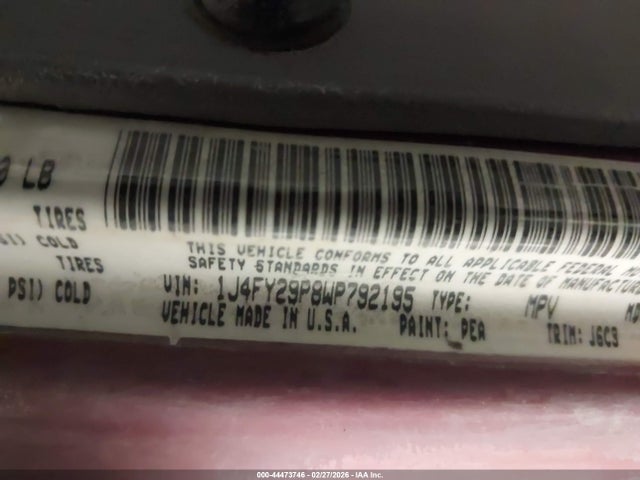 0 LB
TIRES
PSI) COLD
TIRES
PSI) COLD
THIS VEHICLE CONFORMS TO ALL APPLICABLE FEDERAL
SAFETY STANDARDS IN EFFECT ON THE DATE OF MANUFACTURE
VIN: 1J4FY29P8WP792195 TYPE: MPV
VEHICLE MADE IN U.S.A. PAINT: PEA TRIM: J6C3
000-44473746 | 02/27/2026 | IAA Inc.